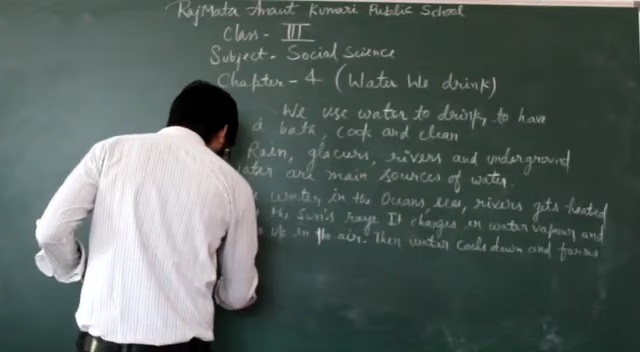 RajMata Anant Kumari Public School
Class - III
Subject - Social Science
Chapter - 4 (Water We drink)
We use water to drink, to have
a bath, cook and clean
Rain, glaciers, rivers and underground
water are main sources of water.
water in the Oceans, seas, rivers gets heated
the Sun's rays. It changes in water vapour and
in to air. Then water cools down and forms